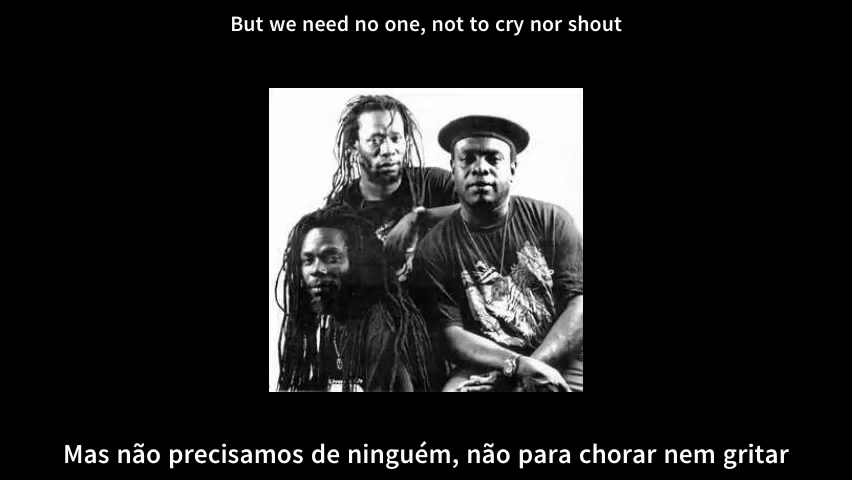 But we need no one, not to cry nor shout
Mas não precisamos de ninguém, não para chorar nem gritar